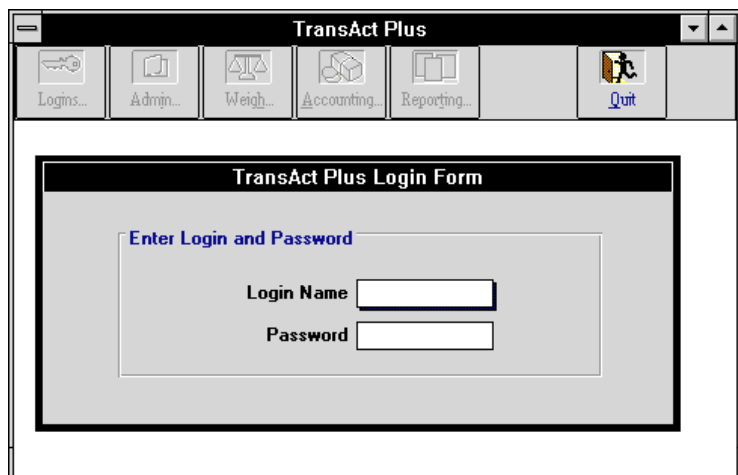 TransAct Plus
Logins... Admin... Weigh... Accounting... Reporting... Quit
TransAct Plus Login Form
Enter Login and Password
Login Name
Password